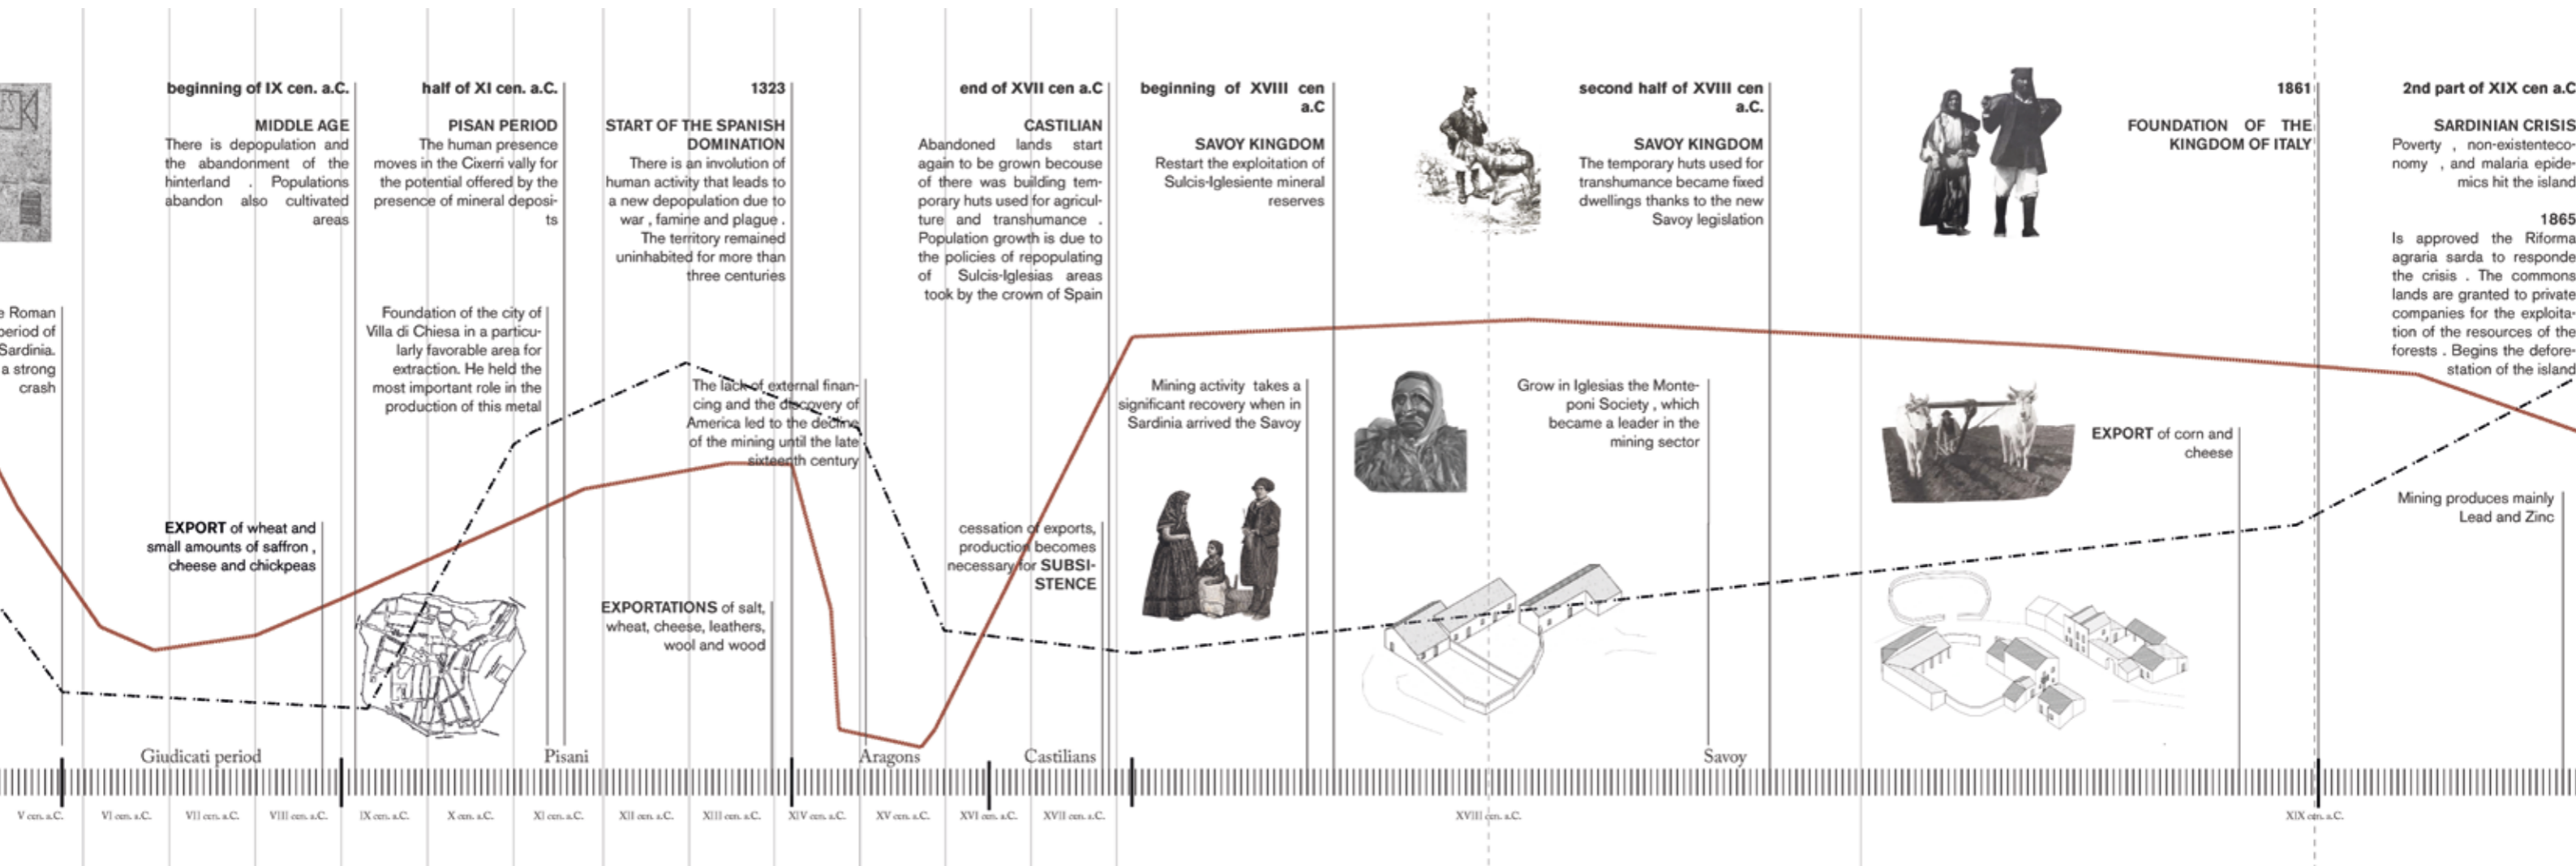 e Roman
period of
Sardinia.
a strong
crash
beginning of IX cen. a.C.
MIDDLE AGE
There is depopulation and
the abandonment of the
hinterland . Populations
abandon also cultivated
areas
EXPORT of wheat and
small amounts of saffron ,
cheese and chickpeas
half of XI cen. a.C.
PISAN PERIOD
The human presence
moves in the Cixerri vally for
the potential offered by the
presence of mineral deposi-
ts
Foundation of the city of
Villa di Chiesa in a particu-
larly favorable area for
extraction. He held the
most important role in the
production of this metal
1323
START OF THE SPANISH
DOMINATION
There is an involution of
human activity that leads to
a new depopulation due to
war , famine and plague .
The territory remained
uninhabited for more than
three centuries
The lack of external finan-
cing and the discovery of
America led to the decline
of the mining until the late
sixteenth century
EXPORTATIONS of salt,
wheat, cheese, leathers,
wool and wood
end of XVII cen a.C
CASTILIAN
Abandoned lands start
again to be grown becouse
of there was building tem-
porary huts used for agricul-
ture and transhumance .
Population growth is due to
the policies of repopulating
of Sulcis-Iglesias areas
took by the crown of Spain
cessation of exports,
production becomes
necessary for SUBSI-
STENCE
beginning of XVIII cen
a.C
SAVOY KINGDOM
Restart the exploitation of
Sulcis-Iglesiente mineral
reserves
Mining activity takes a
significant recovery when in
Sardinia arrived the Savoy
second half of XVIII cen
a.C.
SAVOY KINGDOM
The temporary huts used for
transhumance became fixed
dwellings thanks to the new
Savoy legislation
Grow in Iglesias the Monte-
poni Society , which
became a leader in the
mining sector
1861
FOUNDATION OF THE
KINGDOM OF ITALY
EXPORT of corn and
cheese
2nd part of XIX cen a.C
SARDINIAN CRISIS
Poverty , non-existenteco-
nomy , and malaria epide-
mics hit the island
1865
Is approved the Riforma
agraria sarda to responde
the crisis . The commons
lands are granted to private
companies for the exploita-
tion of the resources of the
forests . Begins the defore-
station of the island
Mining produces mainly
Lead and Zinc
Giudicati period
Pisani
Aragons
Castilians
Savoy
V cen. a.C.
VI cen. a.C.
VII cen. a.C.
VIII cen. a.C.
IX cen. a.C.
X cen. a.C.
XI cen. a.C.
XII cen. a.C.
XIII cen. a.C.
XIV cen. a.C.
XV cen. a.C.
XVI cen. a.C.
XVII cen. a.C.
XVIII cen. a.C.
XIX cen. a.C.